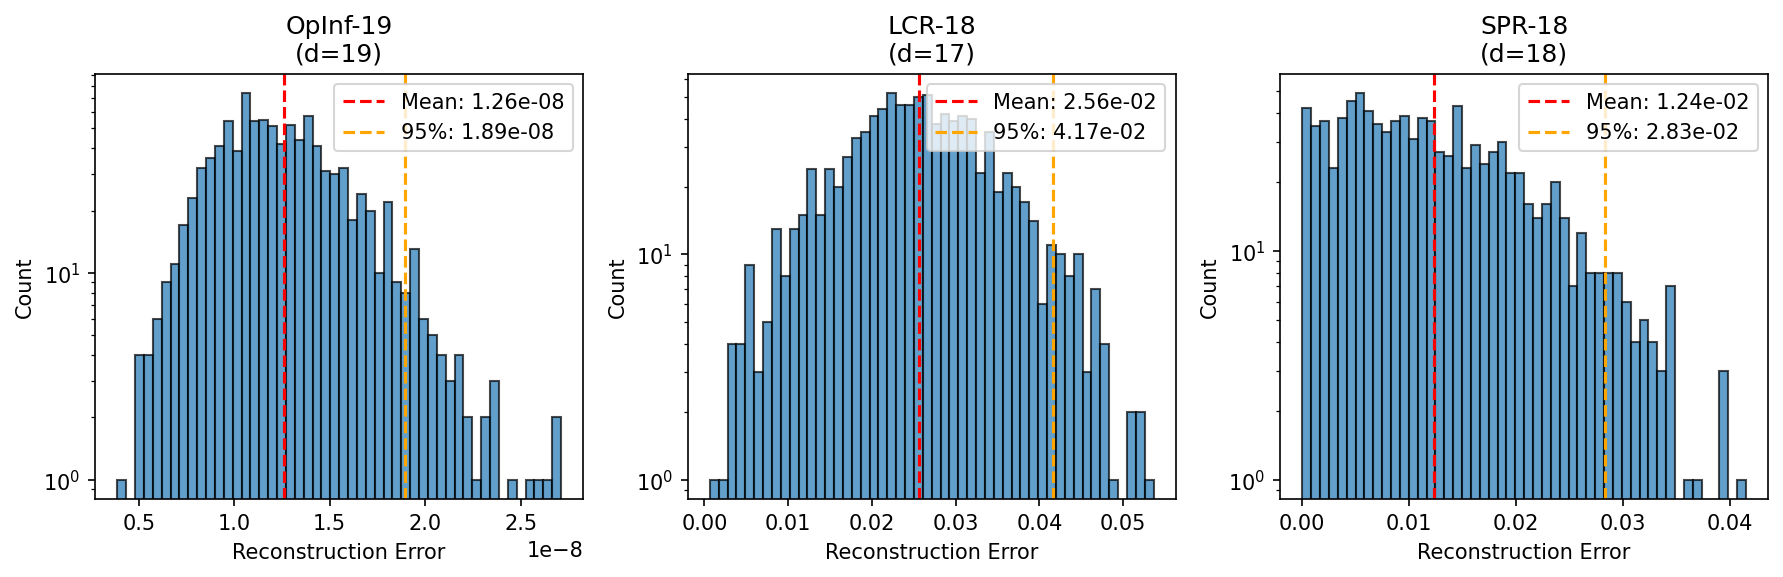 OpInf-19
(d=19)
Mean: 1.26e-08
95%: 1.89e-08
Count
10¹
10⁰
0.5 1.0 1.5 2.0 2.5
1e−8
Reconstruction Error
LCR-18
(d=17)
Mean: 2.56e-02
95%: 4.17e-02
Count
10¹
10⁰
0.00 0.01 0.02 0.03 0.04 0.05
Reconstruction Error
SPR-18
(d=18)
Mean: 1.24e-02
95%: 2.83e-02
Count
10¹
10⁰
0.00 0.01 0.02 0.03 0.04
Reconstruction Error